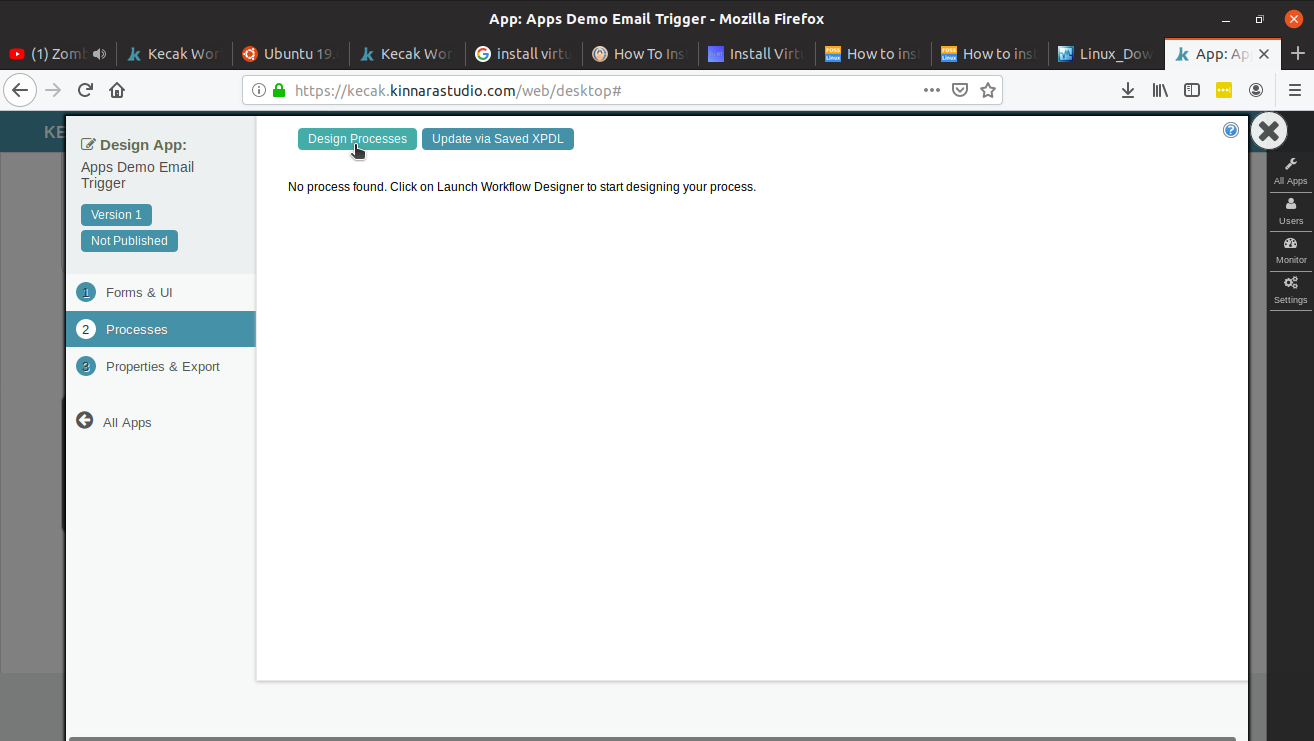 App: Apps Demo Email Trigger - Mozilla Firefox
(1) Zomb
Kecak Wor
Ubuntu 19.
Kecak Wor
install virtu
How To Ins
Install Virtu
How to inst
How to inst
Linux_Dow
App: App
https://kecak.kinnarastudio.com/web/desktop#
KE
Design App:
Apps Demo Email
Trigger
Version 1
Not Published
1 Forms & UI
2 Processes
3 Properties & Export
All Apps
Design Processes
Update via Saved XPDL
No process found. Click on Launch Workflow Designer to start designing your process.
All Apps
Users
Monitor
Settings